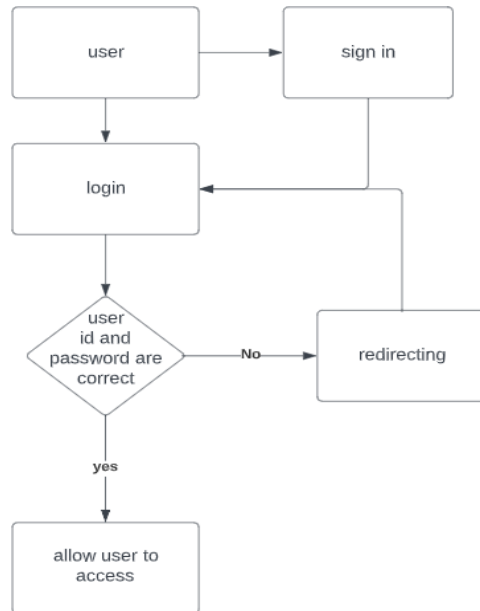 user
sign in
login
user
id and
password are
correct
No
redirecting
yes
allow user to
access